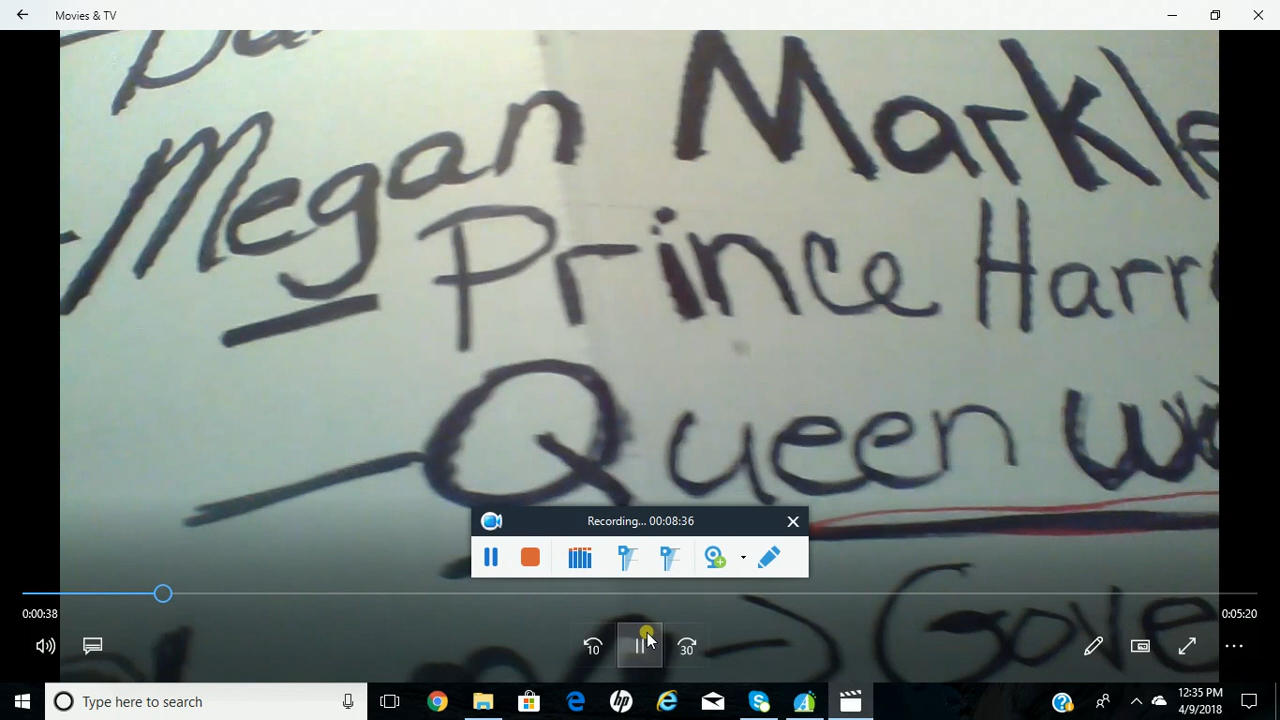 Movies & TV
Megan Markle
Prince Harr
Queen
Recording... 00:08:36
Gove
0:00:38
0:05:20
10
30
Type here to search
12:35 PM
4/9/2018